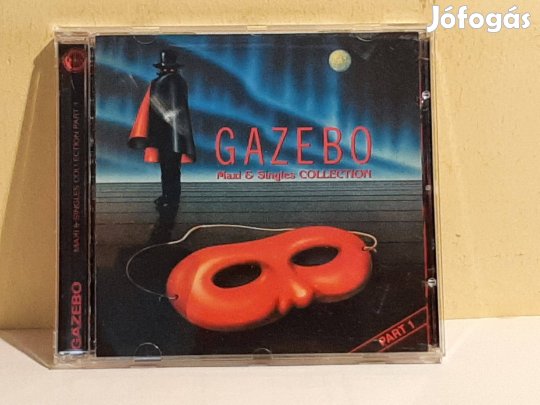 Jófogás
GAZEBO
Maxi & Singles COLLECTION
PART 1
GAZEBO MAXI & SINGLES COLLECTION PART 1